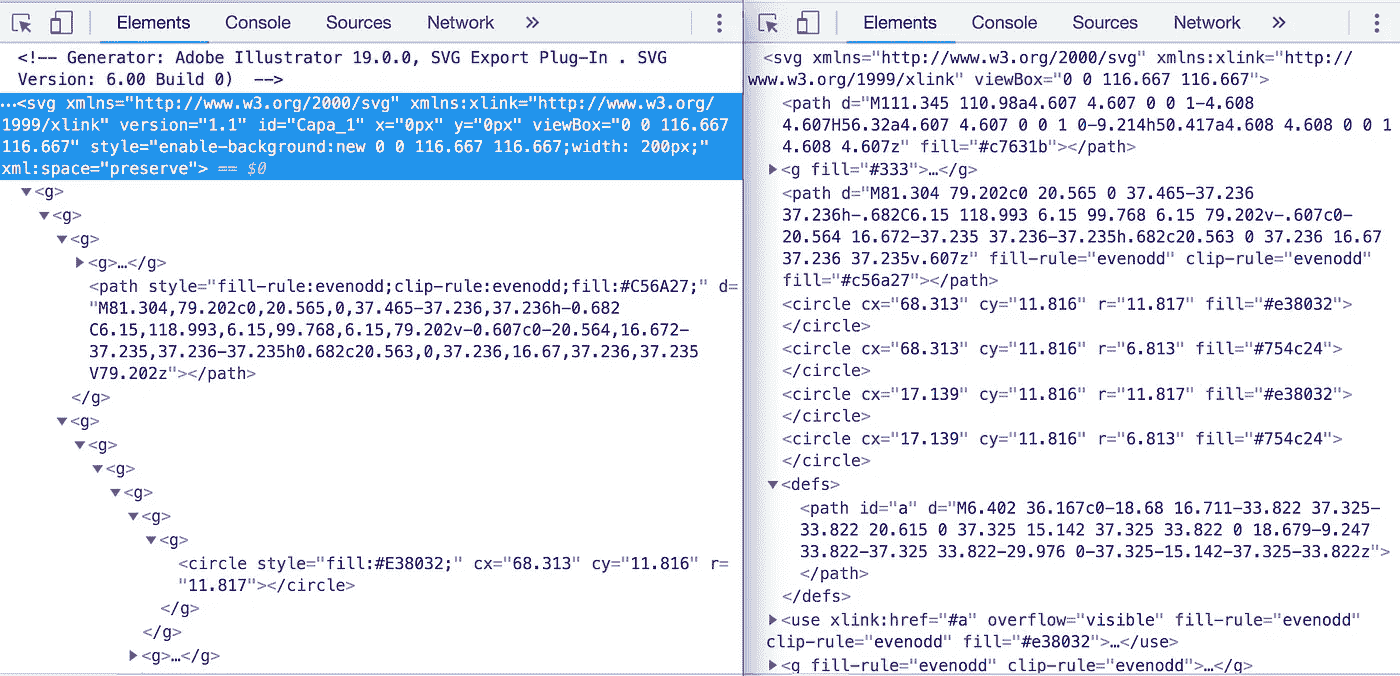 Elements Console Sources Network »
<!-- Generator: Adobe Illustrator 19.0.0, SVG Export Plug-In . SVG
Version: 6.00 Build 0)  -->
…<svg xmlns="http://www.w3.org/2000/svg" xmlns:xlink="http://www.w3.org/
1999/xlink" version="1.1" id="Capa_1" x="0px" y="0px" viewBox="0 0 116.667
116.667" style="enable-background:new 0 0 116.667 116.667;width: 200px;"
xml:space="preserve"> == $0
▼<g>
▼<g>
▼<g>
▶<g>…</g>
<path style="fill-rule:evenodd;clip-rule:evenodd;fill:#C56A27;" d=
"M81.304,79.202c0,20.565,0,37.465-37.236,37.236h-0.682
C6.15,118.993,6.15,99.768,6.15,79.202v-0.607c0-20.564,16.672-
37.235,37.236-37.235h0.682c20.563,0,37.236,16.67,37.236,37.235
V79.202z"></path>
</g>
▼<g>
▼<g>
▼<g>
▼<g>
▼<g>
▼<g>
<circle style="fill:#E38032;" cx="68.313" cy="11.816" r=
"11.817"></circle>
</g>
</g>
▶<g>…</g>
Elements Console Sources Network »
<svg xmlns="http://www.w3.org/2000/svg" xmlns:xlink="http://
www.w3.org/1999/xlink" viewBox="0 0 116.667 116.667">
<path d="M111.345 110.98a4.607 4.607 0 0 1-4.608
4.607H56.32a4.607 4.607 0 0 1 0-9.214h50.417a4.608 4.608 0 0 1
4.608 4.607z" fill="#c7631b"></path>
▶<g fill="#333">…</g>
<path d="M81.304 79.202c0 20.565 0 37.465-37.236
37.236h-.682C6.15 118.993 6.15 99.768 6.15 79.202v-.607c0-
20.564 16.672-37.235 37.236-37.235h.682c20.563 0 37.236 16.67
37.236 37.235v.607z" fill-rule="evenodd" clip-rule="evenodd"
fill="#c56a27"></path>
<circle cx="68.313" cy="11.816" r="11.817" fill="#e38032">
</circle>
<circle cx="68.313" cy="11.816" r="6.813" fill="#754c24">
</circle>
<circle cx="17.139" cy="11.816" r="11.817" fill="#e38032">
</circle>
<circle cx="17.139" cy="11.816" r="6.813" fill="#754c24">
</circle>
▼<defs>
<path id="a" d="M6.402 36.167c0-18.68 16.711-33.822 37.325-
33.822 20.615 0 37.325 15.142 37.325 33.822 0 18.679-9.247
33.822-37.325 33.822-29.976 0-37.325-15.142-37.325-33.822z">
</path>
</defs>
▶<use xlink:href="#a" overflow="visible" fill-rule="evenodd"
clip-rule="evenodd" fill="#e38032">…</use>
▶<g fill-rule="evenodd" clip-rule="evenodd">…</g>